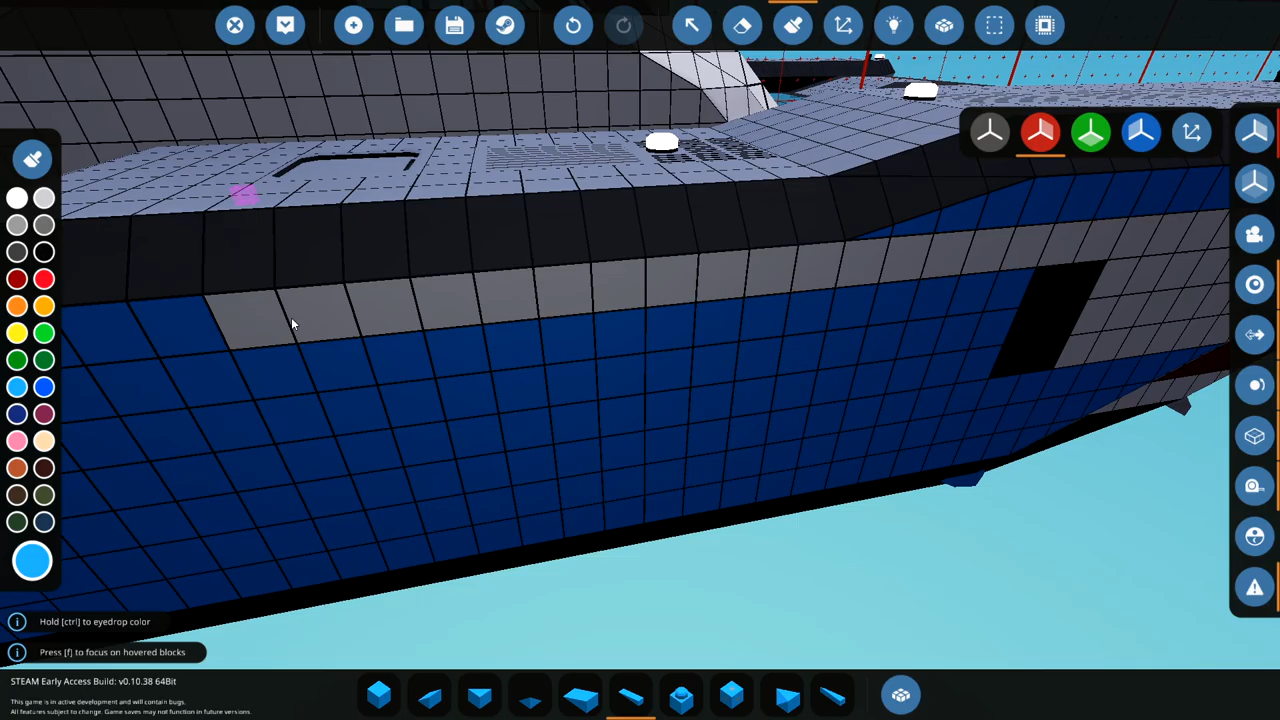 Hold [ctrl] to eyedrop color
Press [f] to focus on hovered blocks
STEAM Early Access Build: v0.10.38 64Bit
This game is in active development and will contain bugs.
All features subject to change. Game saves may not function in future versions.